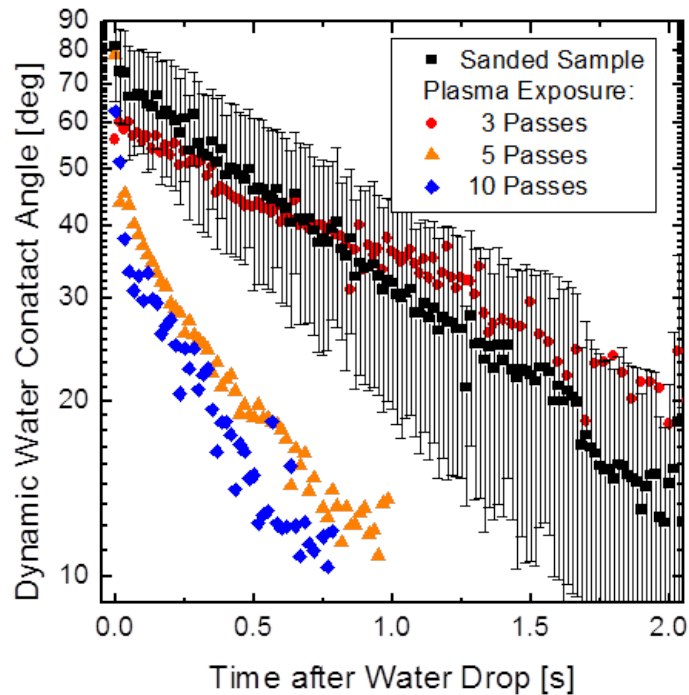 90
80
70
60
50
40
30
20
10
Dynamic Water Conatact Angle [deg]
Sanded Sample
Plasma Exposure:
3 Passes
5 Passes
10 Passes
0.0 0.5 1.0 1.5 2.0
Time after Water Drop [s]